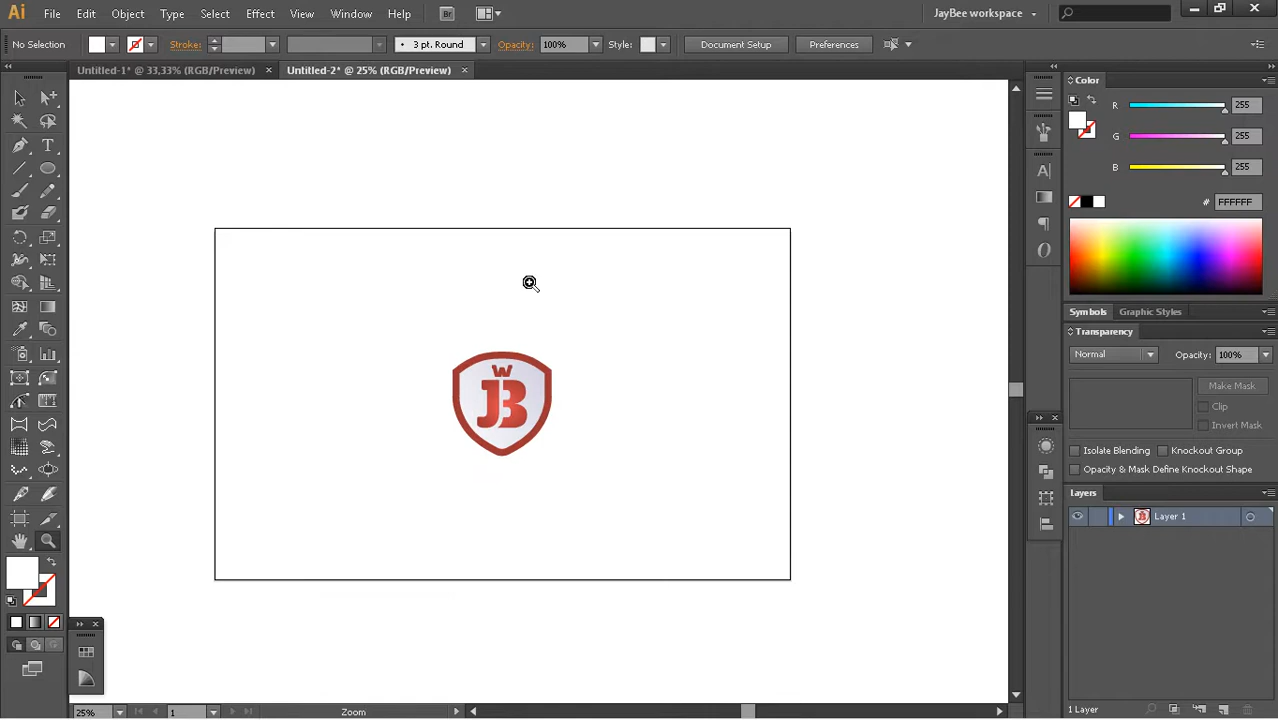 Ai File Edit Object Type Select Effect View Window Help Br JayBee workspace
No Selection Stroke: 3 pt. Round Opacity: 100% Style: Document Setup Preferences
Untitled-1* @ 33,33% (RGB/Preview) × Untitled-2* @ 25% (RGB/Preview) ×
Color
R 255
G 255
B 255
# FFFFFF
Symbols Graphic Styles
Transparency
Normal Opacity: 100%
Make Mask
Clip
Invert Mask
Isolate Blending Knockout Group
Opacity & Mask Define Knockout Shape
Layers
Layer 1
W
JB
25% 1 Zoom 1 Layer